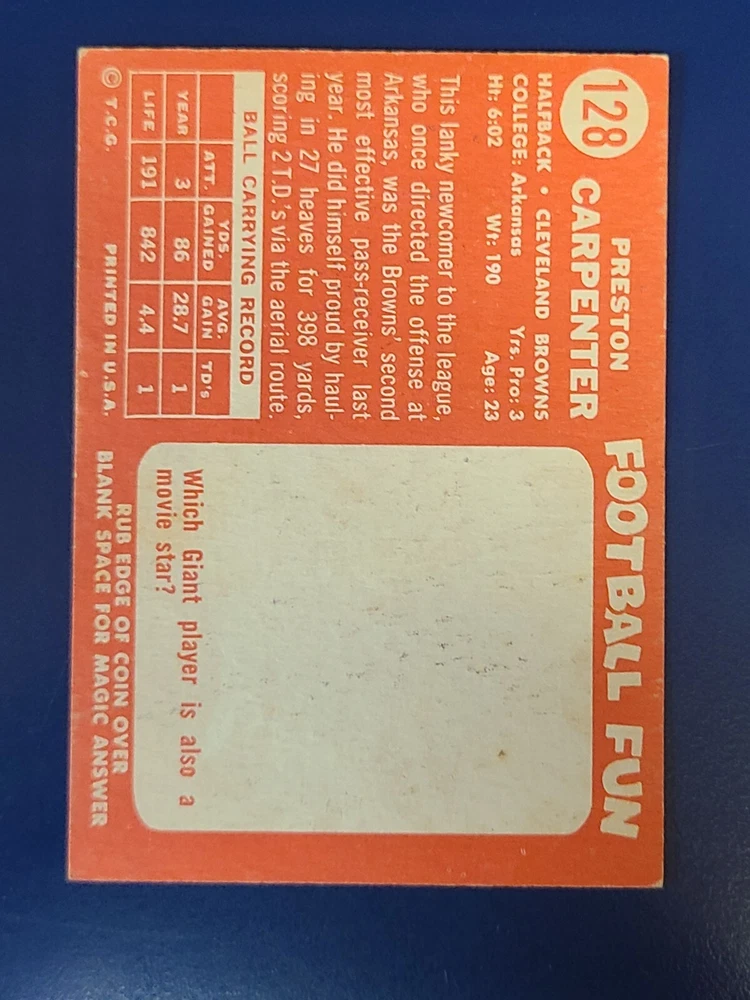 128
PRESTON
CARPENTER
HALFBACK • CLEVELAND BROWNS
COLLEGE: Arkansas Yrs. Pro: 3
Ht: 6:02 Wt: 190 Age: 23
This lanky newcomer to the league,
who once directed the offense at
Arkansas, was the Browns' second
most effective pass-receiver last
year. He did himself proud by haul-
ing in 27 heaves for 398 yards,
scoring 2 T.D.'s via the aerial route.
BALL CARRYING RECORD
ATT. YDS. GAINED AVG. GAIN TD's
YEAR 3 86 28.7 1
LIFE 191 842 4.4 1
© T.C.G. PRINTED IN U.S.A.
FOOTBALL FUN
Which Giant player is also a
movie star?
RUB EDGE OF COIN OVER
BLANK SPACE FOR MAGIC ANSWER